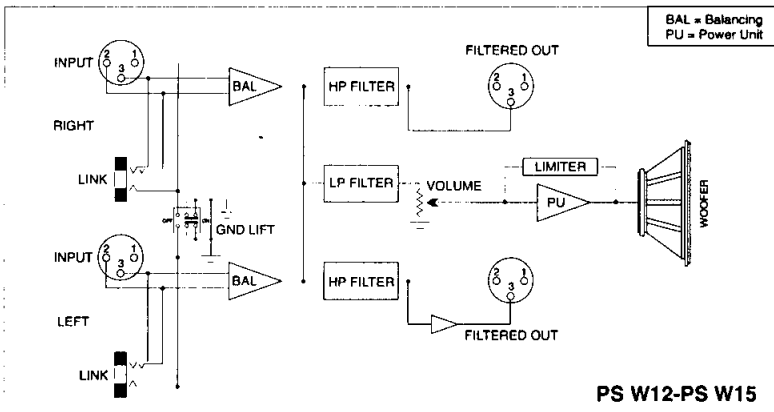 BAL = Balancing
PU = Power Unit
INPUT
2 1
3
BAL
HP FILTER
FILTERED OUT
2 1
3
RIGHT
LINK
LP FILTER
VOLUME
LIMITER
PU
WOOFER
OFF
ON
GND LIFT
INPUT
2 1
3
BAL
HP FILTER
2 1
3
FILTERED OUT
LEFT
LINK
PS W12-PS W15